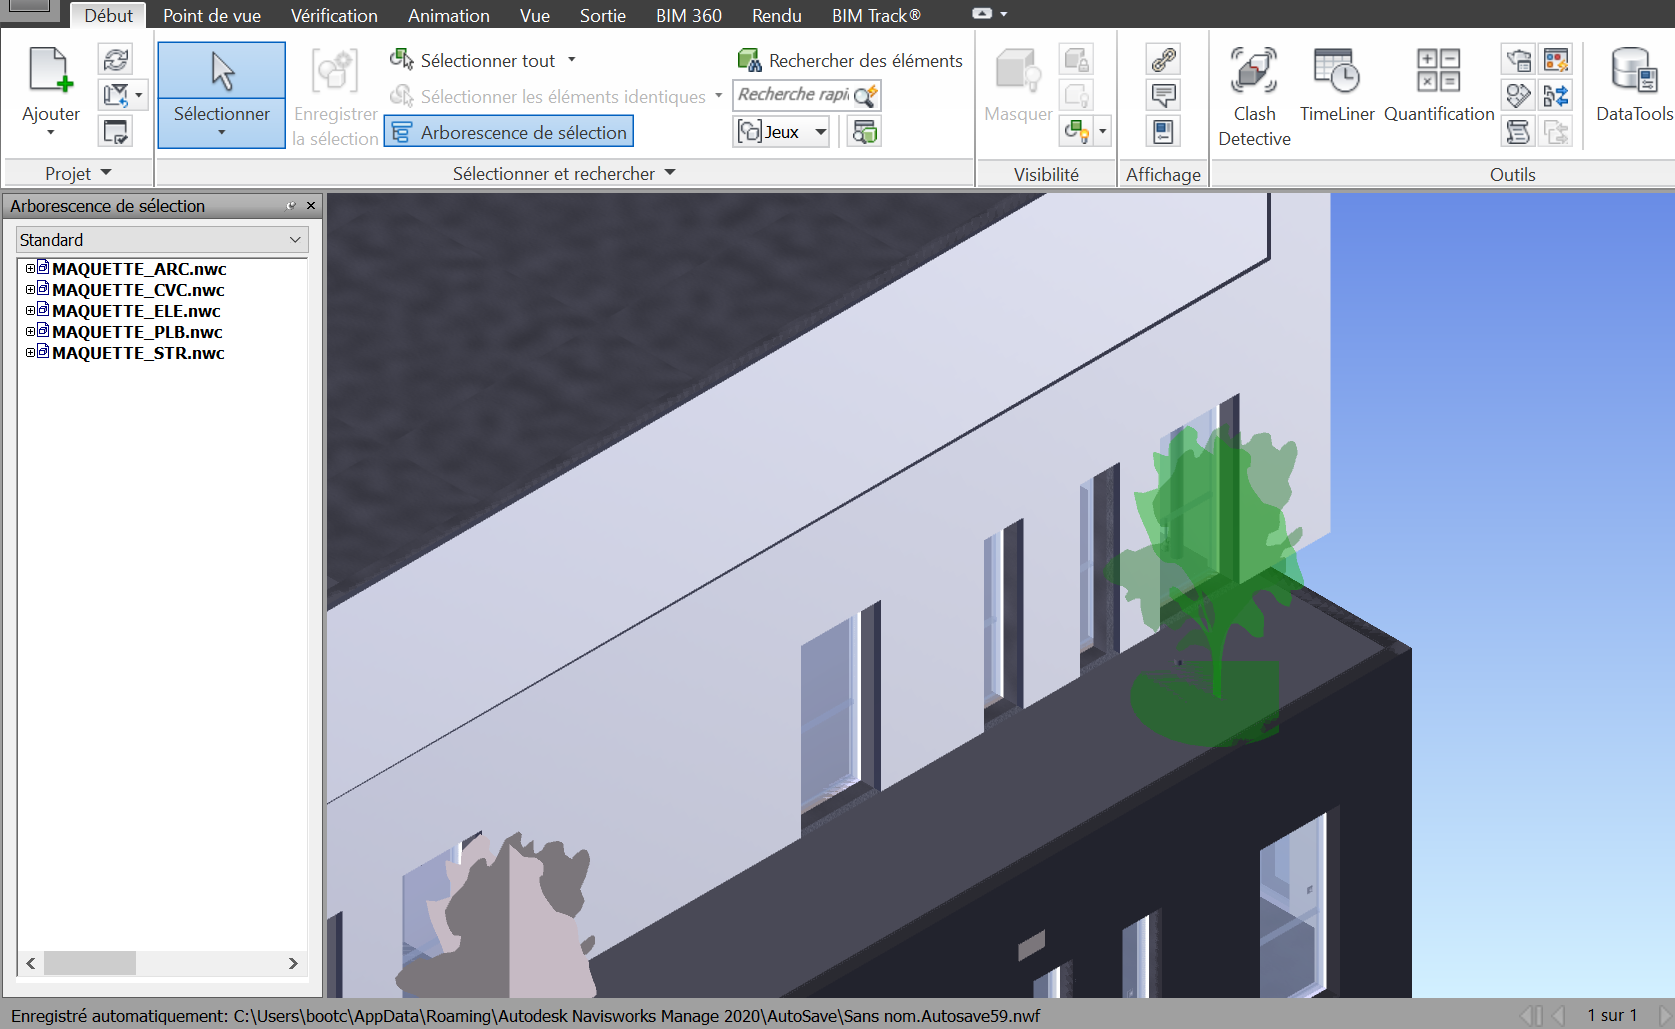 Début Point de vue Vérification Animation Vue Sortie BIM 360 Rendu BIM Track®
Ajouter
Projet
Sélectionner
Enregistrer
la sélection
Sélectionner tout
Sélectionner les éléments identiques
Arborescence de sélection
Rechercher des éléments
Recherche rapi
Jeux
Sélectionner et rechercher
Masquer
Visibilité
Affichage
Clash
Detective
TimeLiner
Quantification
DataTools
Outils
Arborescence de sélection
Standard
MAQUETTE_ARC.nwc
MAQUETTE_CVC.nwc
MAQUETTE_ELE.nwc
MAQUETTE_PLB.nwc
MAQUETTE_STR.nwc
Enregistré automatiquement: C:\Users\bootc\AppData\Roaming\Autodesk Navisworks Manage 2020\AutoSave\Sans nom.Autosave59.nwf
1 sur 1